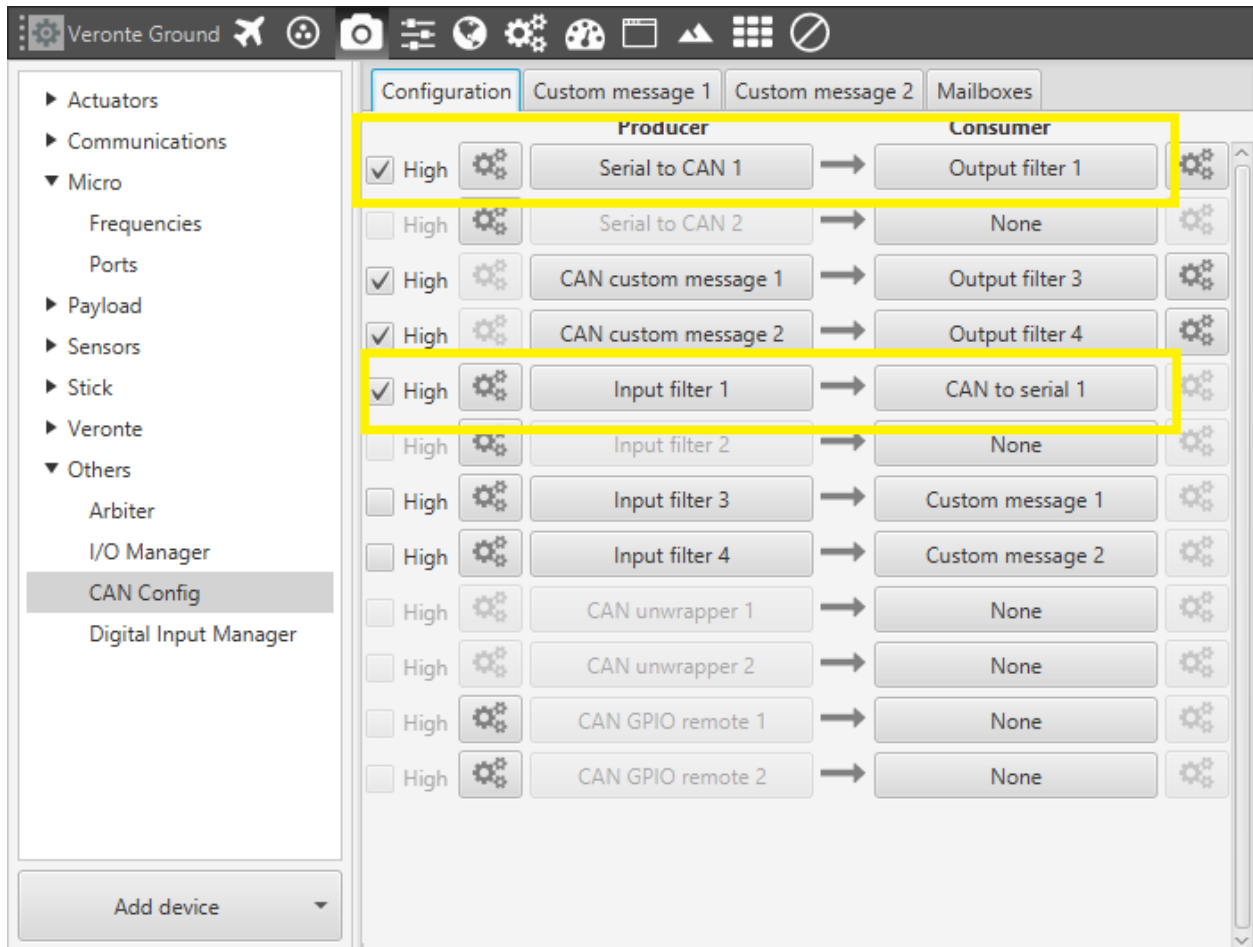 Veronte Ground
Actuators
Communications
Micro
Frequencies
Ports
Payload
Sensors
Stick
Veronte
Others
Arbiter
I/O Manager
CAN Config
Digital Input Manager
Add device
Configuration Custom message 1 Custom message 2 Mailboxes
Producer Consumer
High Serial to CAN 1 Output filter 1
High Serial to CAN 2 None
High CAN custom message 1 Output filter 3
High CAN custom message 2 Output filter 4
High Input filter 1 CAN to serial 1
High Input filter 2 None
High Input filter 3 Custom message 1
High Input filter 4 Custom message 2
High CAN unwrapper 1 None
High CAN unwrapper 2 None
High CAN GPIO remote 1 None
High CAN GPIO remote 2 None